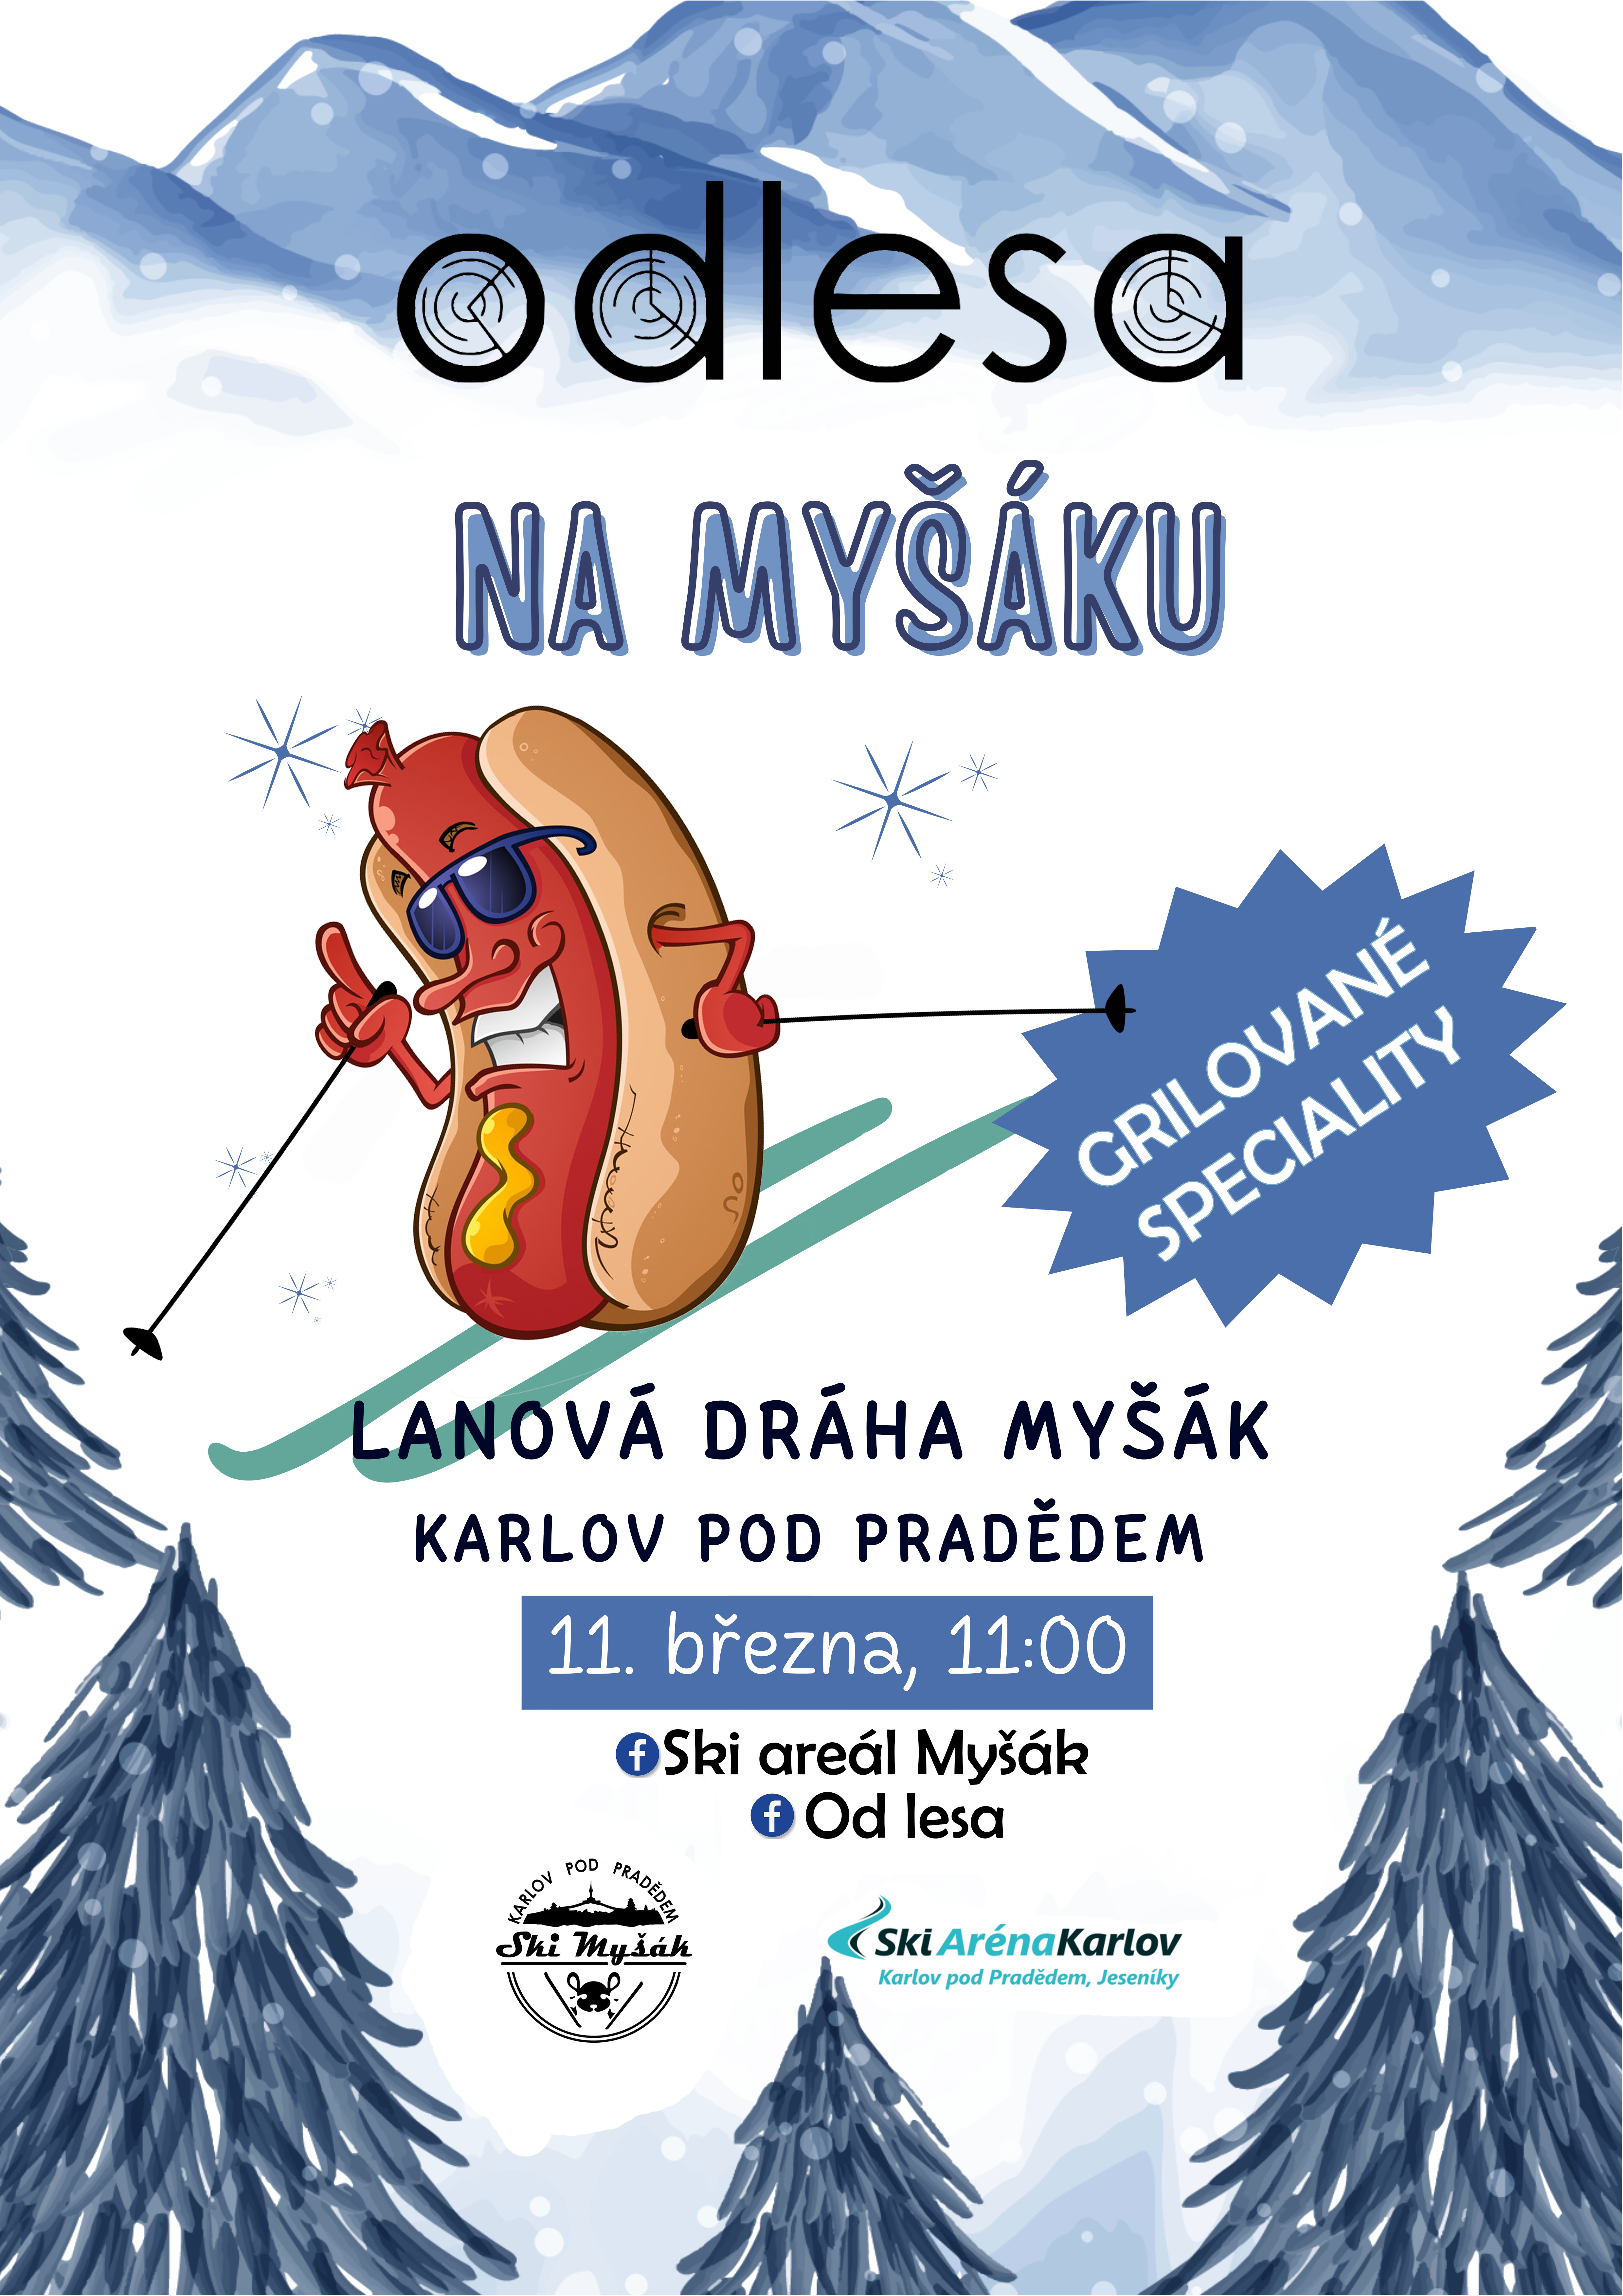 odlesa
NA MYŠÁKU
GRILOVANÉ
SPECIALITY
LANOVÁ DRÁHA MYŠÁK
KARLOV POD PRADĚDEM
11. března, 11:00
Ski areál Myšák
Od lesa
KARLOV POD PRADĚDEM
Ski Myšák
Ski ArénaKarlov
Karlov pod Pradědem, Jeseníky